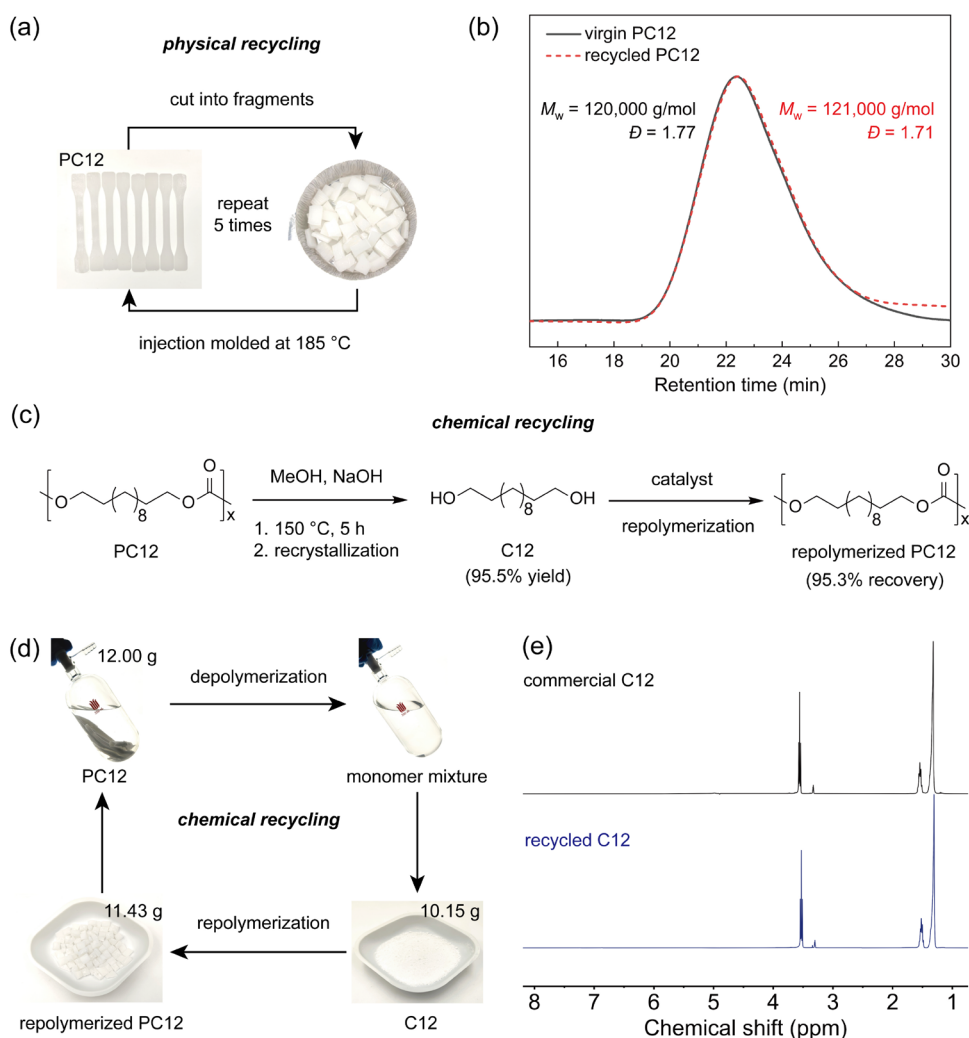 (a)
physical recycling
cut into fragments
PC12
repeat
5 times
injection molded at 185 °C
(b)
virgin PC12
recycled PC12
Mw = 120,000 g/mol
Đ = 1.77
Mw = 121,000 g/mol
Đ = 1.71
16 18 20 22 24 26 28 30
Retention time (min)
(c)
chemical recycling
O
O
O
8
x
PC12
MeOH, NaOH
1. 150 °C, 5 h
2. recrystallization
HO
8
OH
C12
(95.5% yield)
catalyst
repolymerization
O
O
O
8
x
repolymerized PC12
(95.3% recovery)
(d)
12.00 g
PC12
depolymerization
monomer mixture
chemical recycling
11.43 g
repolymerized PC12
repolymerization
10.15 g
C12
(e)
commercial C12
recycled C12
8 7 6 5 4 3 2 1
Chemical shift (ppm)